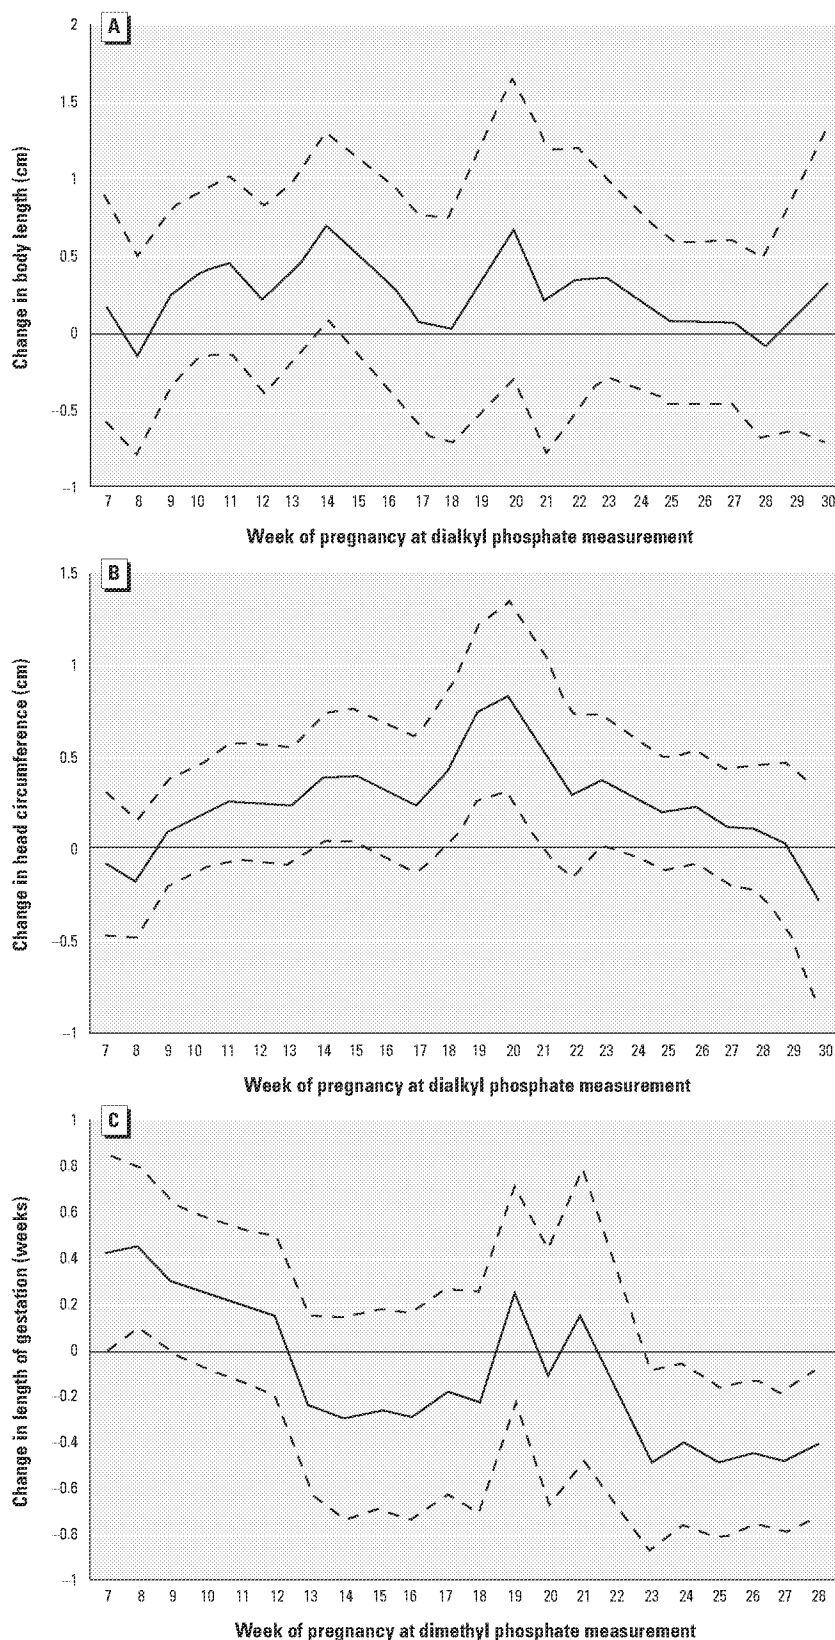 A
2
1.5
1
0.5
0
–0.5
–1
Change in body length (cm)
7 8 9 10 11 12 13 14 15 16 17 18 19 20 21 22 23 24 25 26 27 28 29 30
Week of pregnancy at dialkyl phosphate measurement
B
1.5
1
0.5
0
–0.5
–1
Change in head circumference (cm)
7 8 9 10 11 12 13 14 15 16 17 18 19 20 21 22 23 24 25 26 27 28 29 30
Week of pregnancy at dialkyl phosphate measurement
C
1
0.8
0.6
0.4
0.2
0
–0.2
–0.4
–0.6
–0.8
–1
Change in length of gestation (weeks)
7 8 9 10 11 12 13 14 15 16 17 18 19 20 21 22 23 24 25 26 27 28
Week of pregnancy at dimethyl phosphate measurement